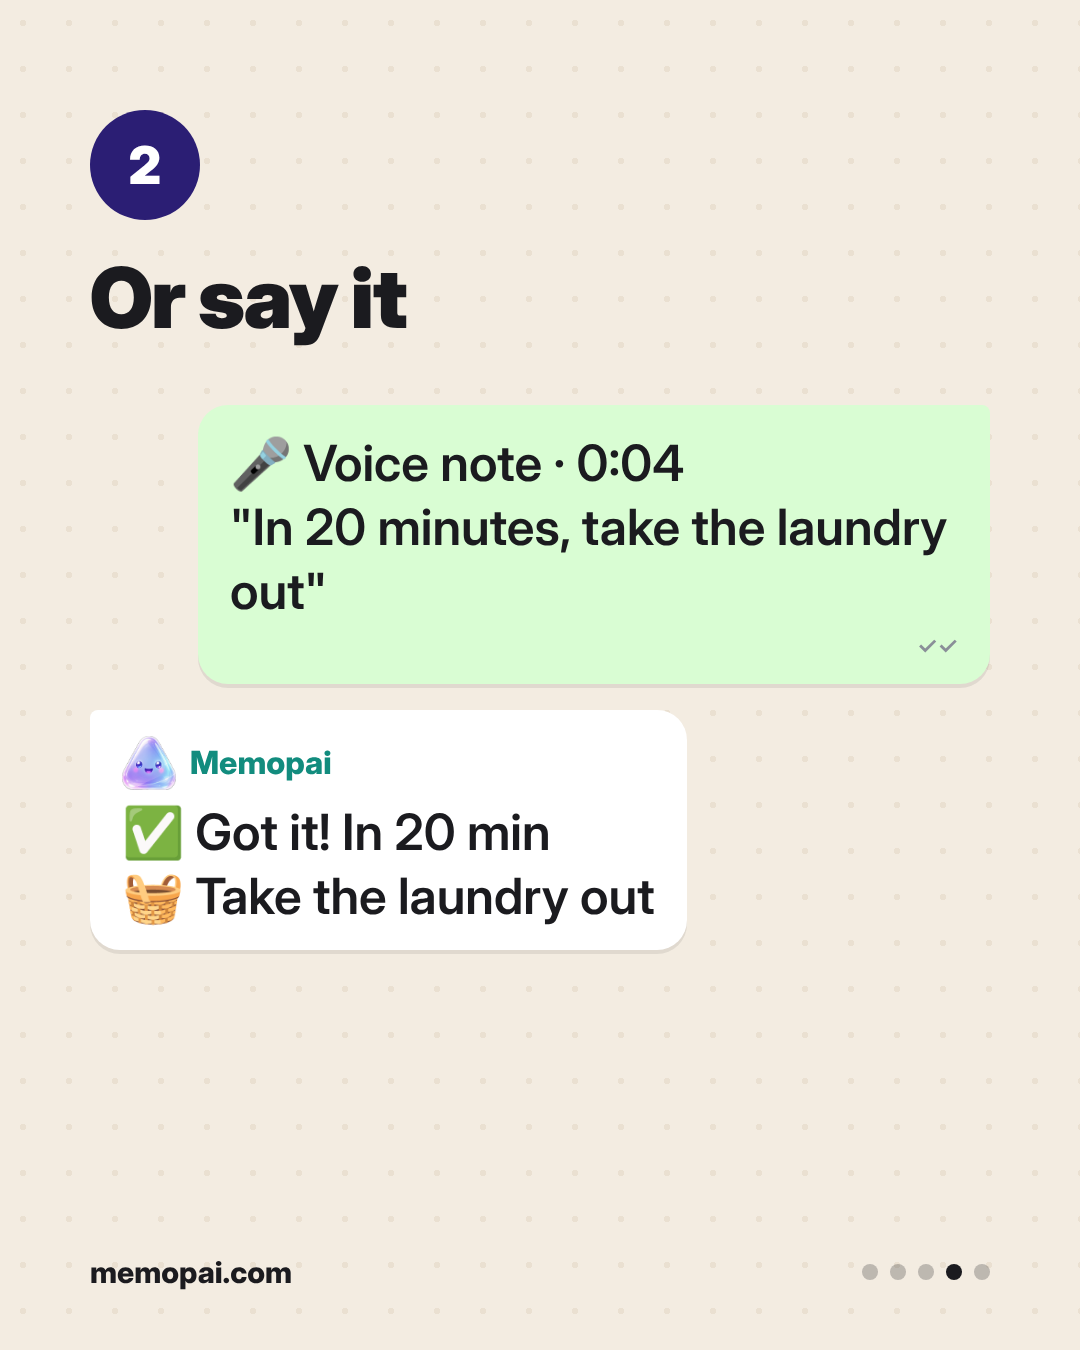 2
Or say it
🎤 Voice note · 0:04
"In 20 minutes, take the laundry
out"
Memopai
✅ Got it! In 20 min
🧺 Take the laundry out
memopai.com